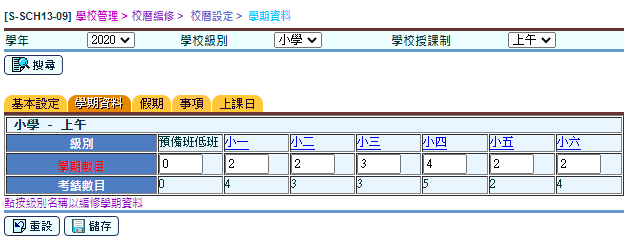 [S-SCH13-09] 學校管理 > 校曆編修 > 校曆設定 > 學期資料
學年 2020 學校級別 小學 學校授課制 上午
搜尋
基本設定 學期資料 假期 事項 上課日
小學 - 上午
級別 預備班低班 小一 小二 小三 小四 小五 小六
學期數目 0 2 2 3 4 2 2
考績數目 0 4 3 3 5 2 4
點按級別名稱以編修學期資料
重設 儲存